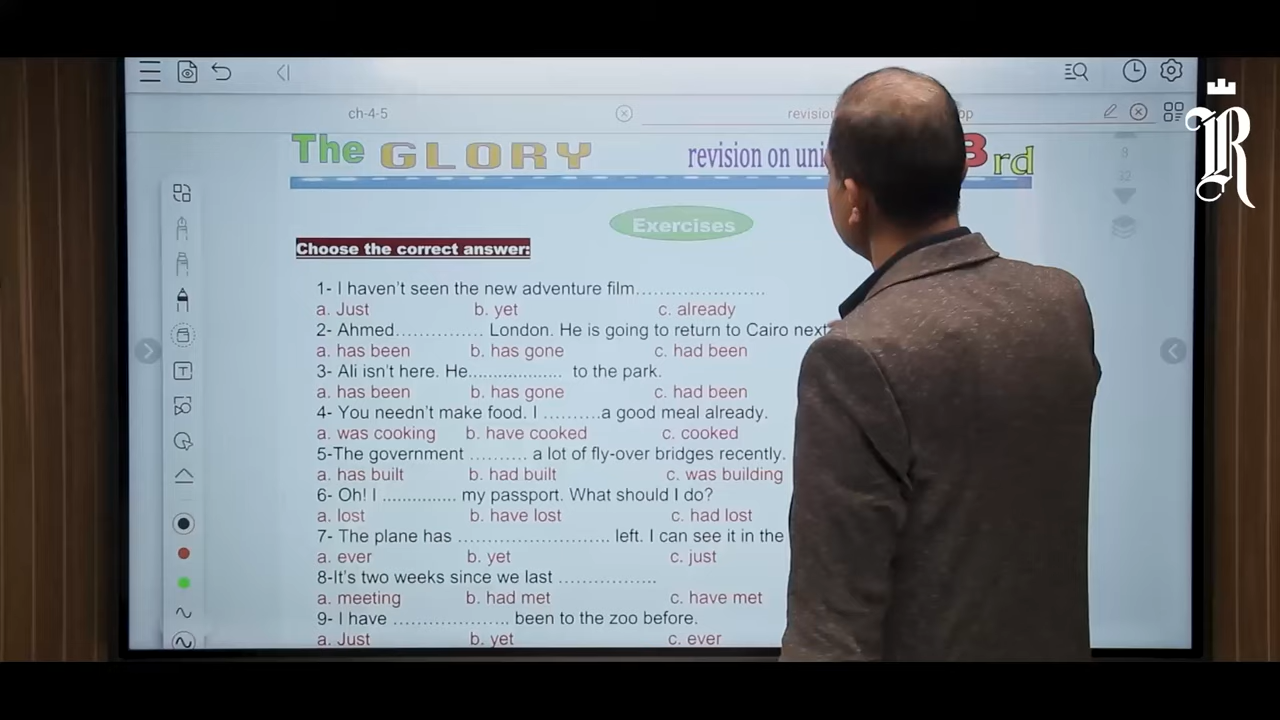 ch-4-5
revision
op
The GLORY revision on uni 3rd
R
8
32
Exercises
Choose the correct answer:
1- I haven't seen the new adventure film......................
a. Just b. yet c. already
2- Ahmed.............. London. He is going to return to Cairo next
a. has been b. has gone c. had been
3- Ali isn't here. He.................. to the park.
a. has been b. has gone c. had been
4- You needn't make food. I ..........a good meal already.
a. was cooking b. have cooked c. cooked
5-The government .......... a lot of fly-over bridges recently.
a. has built b. had built c. was building
6- Oh! I .............. my passport. What should I do?
a. lost b. have lost c. had lost
7- The plane has ........................... left. I can see it in the
a. ever b. yet c. just
8-It's two weeks since we last .................
a. meeting b. had met c. have met
9- I have ..................... been to the zoo before.
a. Just b. yet c. ever